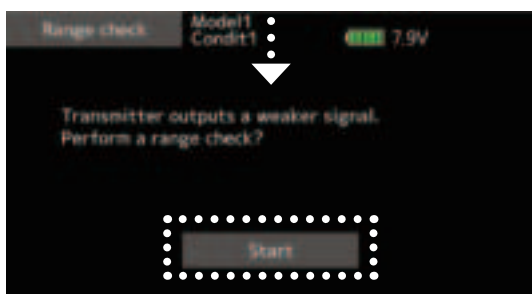 Range check
Model1
Condit1
7.9V
Transmitter outputs a weaker signal.
Perform a range check?
Start